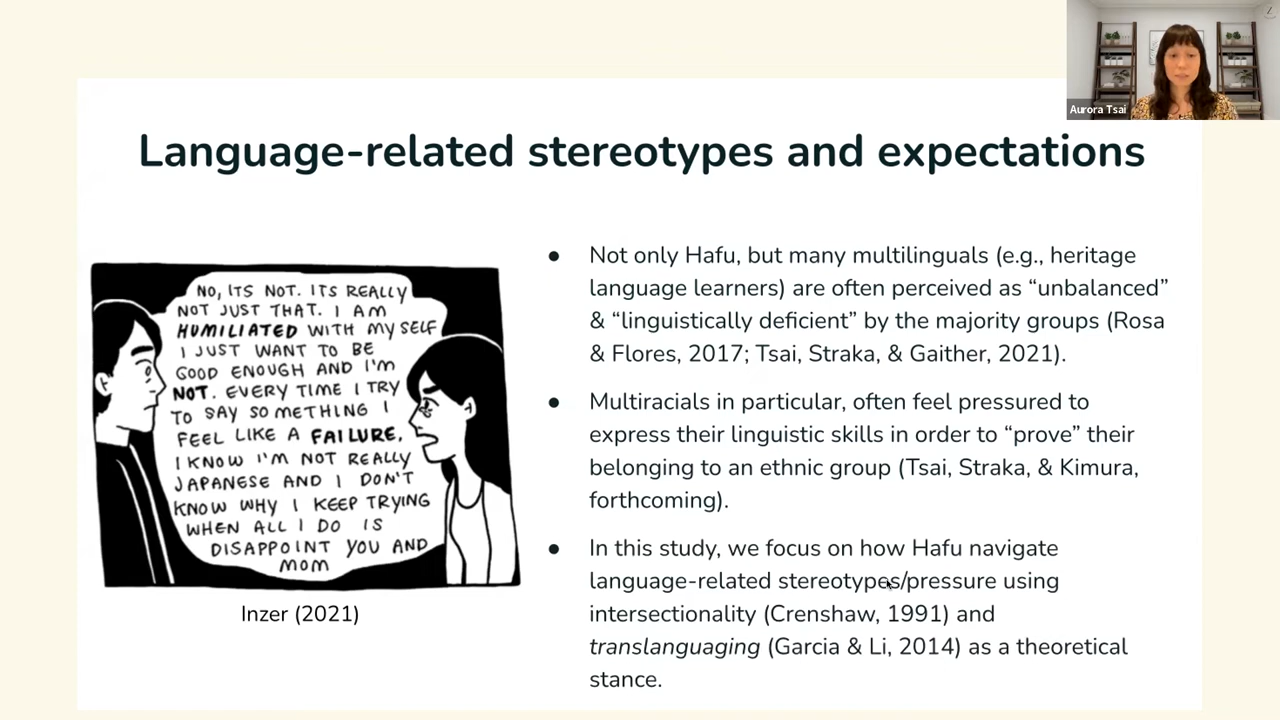 Aurora Tsai
Language-related stereotypes and expectations
NO, ITS NOT. ITS REALLY
NOT JUST THAT. I AM
HUMILIATED WITH MY SELF
I JUST WANT TO BE
GOOD ENOUGH AND I'M
NOT. EVERY TIME I TRY
TO SAY SOMETHING I
FEEL LIKE A FAILURE,
I KNOW I'M NOT REALLY
JAPANESE AND I DON'T
KNOW WHY I KEEP TRYING
WHEN ALL I DO IS
DISAPPOINT YOU AND
MOM
Inzer (2021)
● Not only Hafu, but many multilinguals (e.g., heritage
language learners) are often perceived as “unbalanced”
& “linguistically deficient” by the majority groups (Rosa
& Flores, 2017; Tsai, Straka, & Gaither, 2021).
● Multiracials in particular, often feel pressured to
express their linguistic skills in order to “prove” their
belonging to an ethnic group (Tsai, Straka, & Kimura,
forthcoming).
● In this study, we focus on how Hafu navigate
language-related stereotypes/pressure using
intersectionality (Crenshaw, 1991) and
translanguaging (Garcia & Li, 2014) as a theoretical
stance.